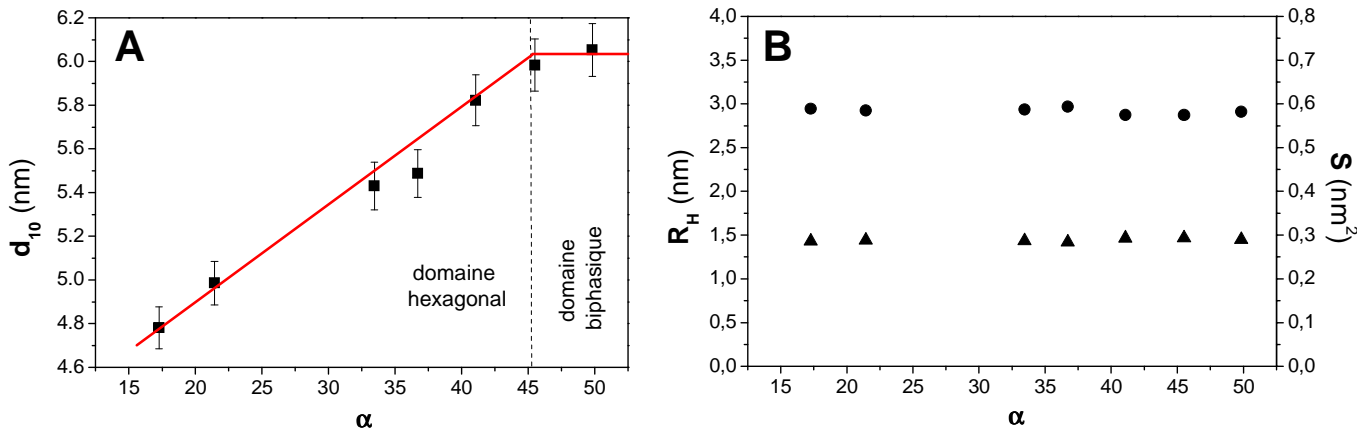 A
d10 (nm)
6.2
6.0
5.8
5.6
5.4
5.2
5.0
4.8
4.6
domaine
hexagonal
domaine
biphasique
15 20 25 30 35 40 45 50
α
B
RH (nm)
4,0
3,5
3,0
2,5
2,0
1,5
1,0
0,5
0,0
15 20 25 30 35 40 45 50
α
0,8
0,7
0,6
0,5
0,4
0,3
0,2
0,1
0,0
S (nm²)